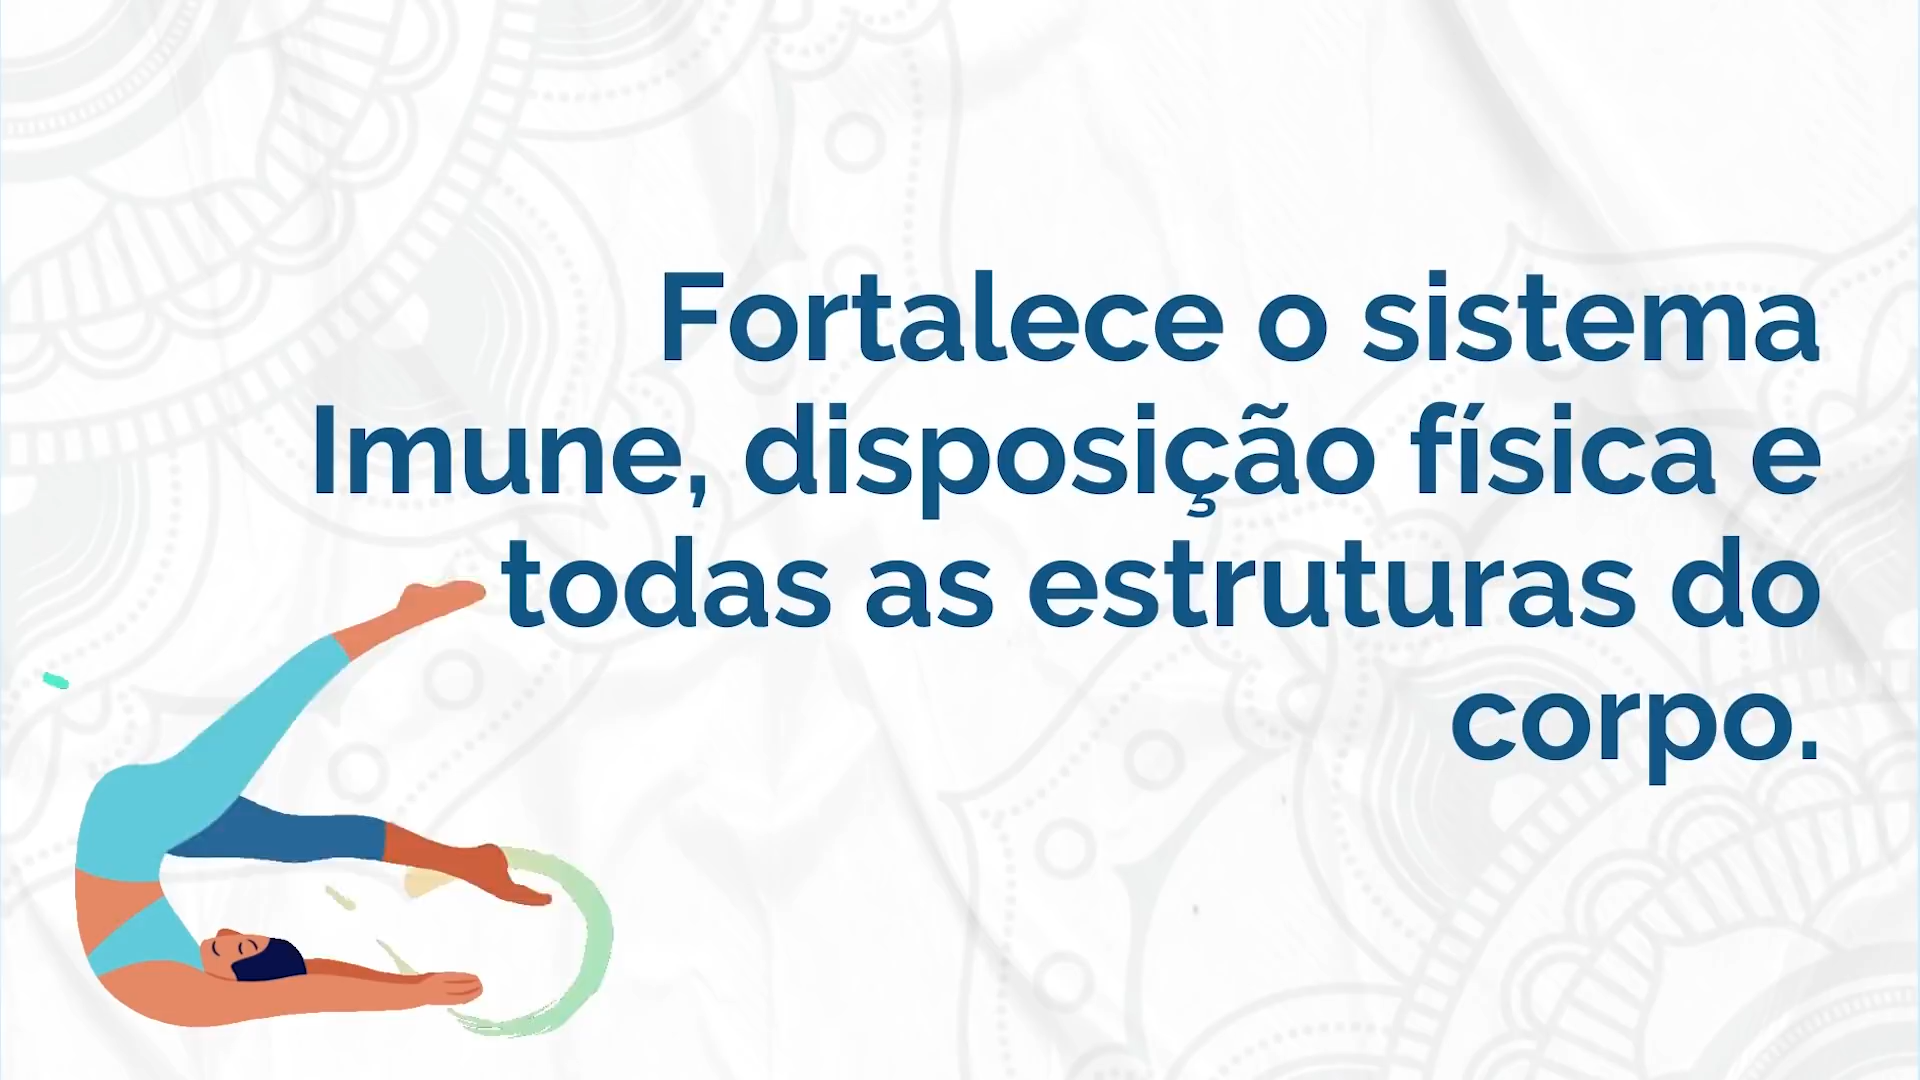 Fortalece o sistema
Imune, disposição física e
todas as estruturas do
corpo.